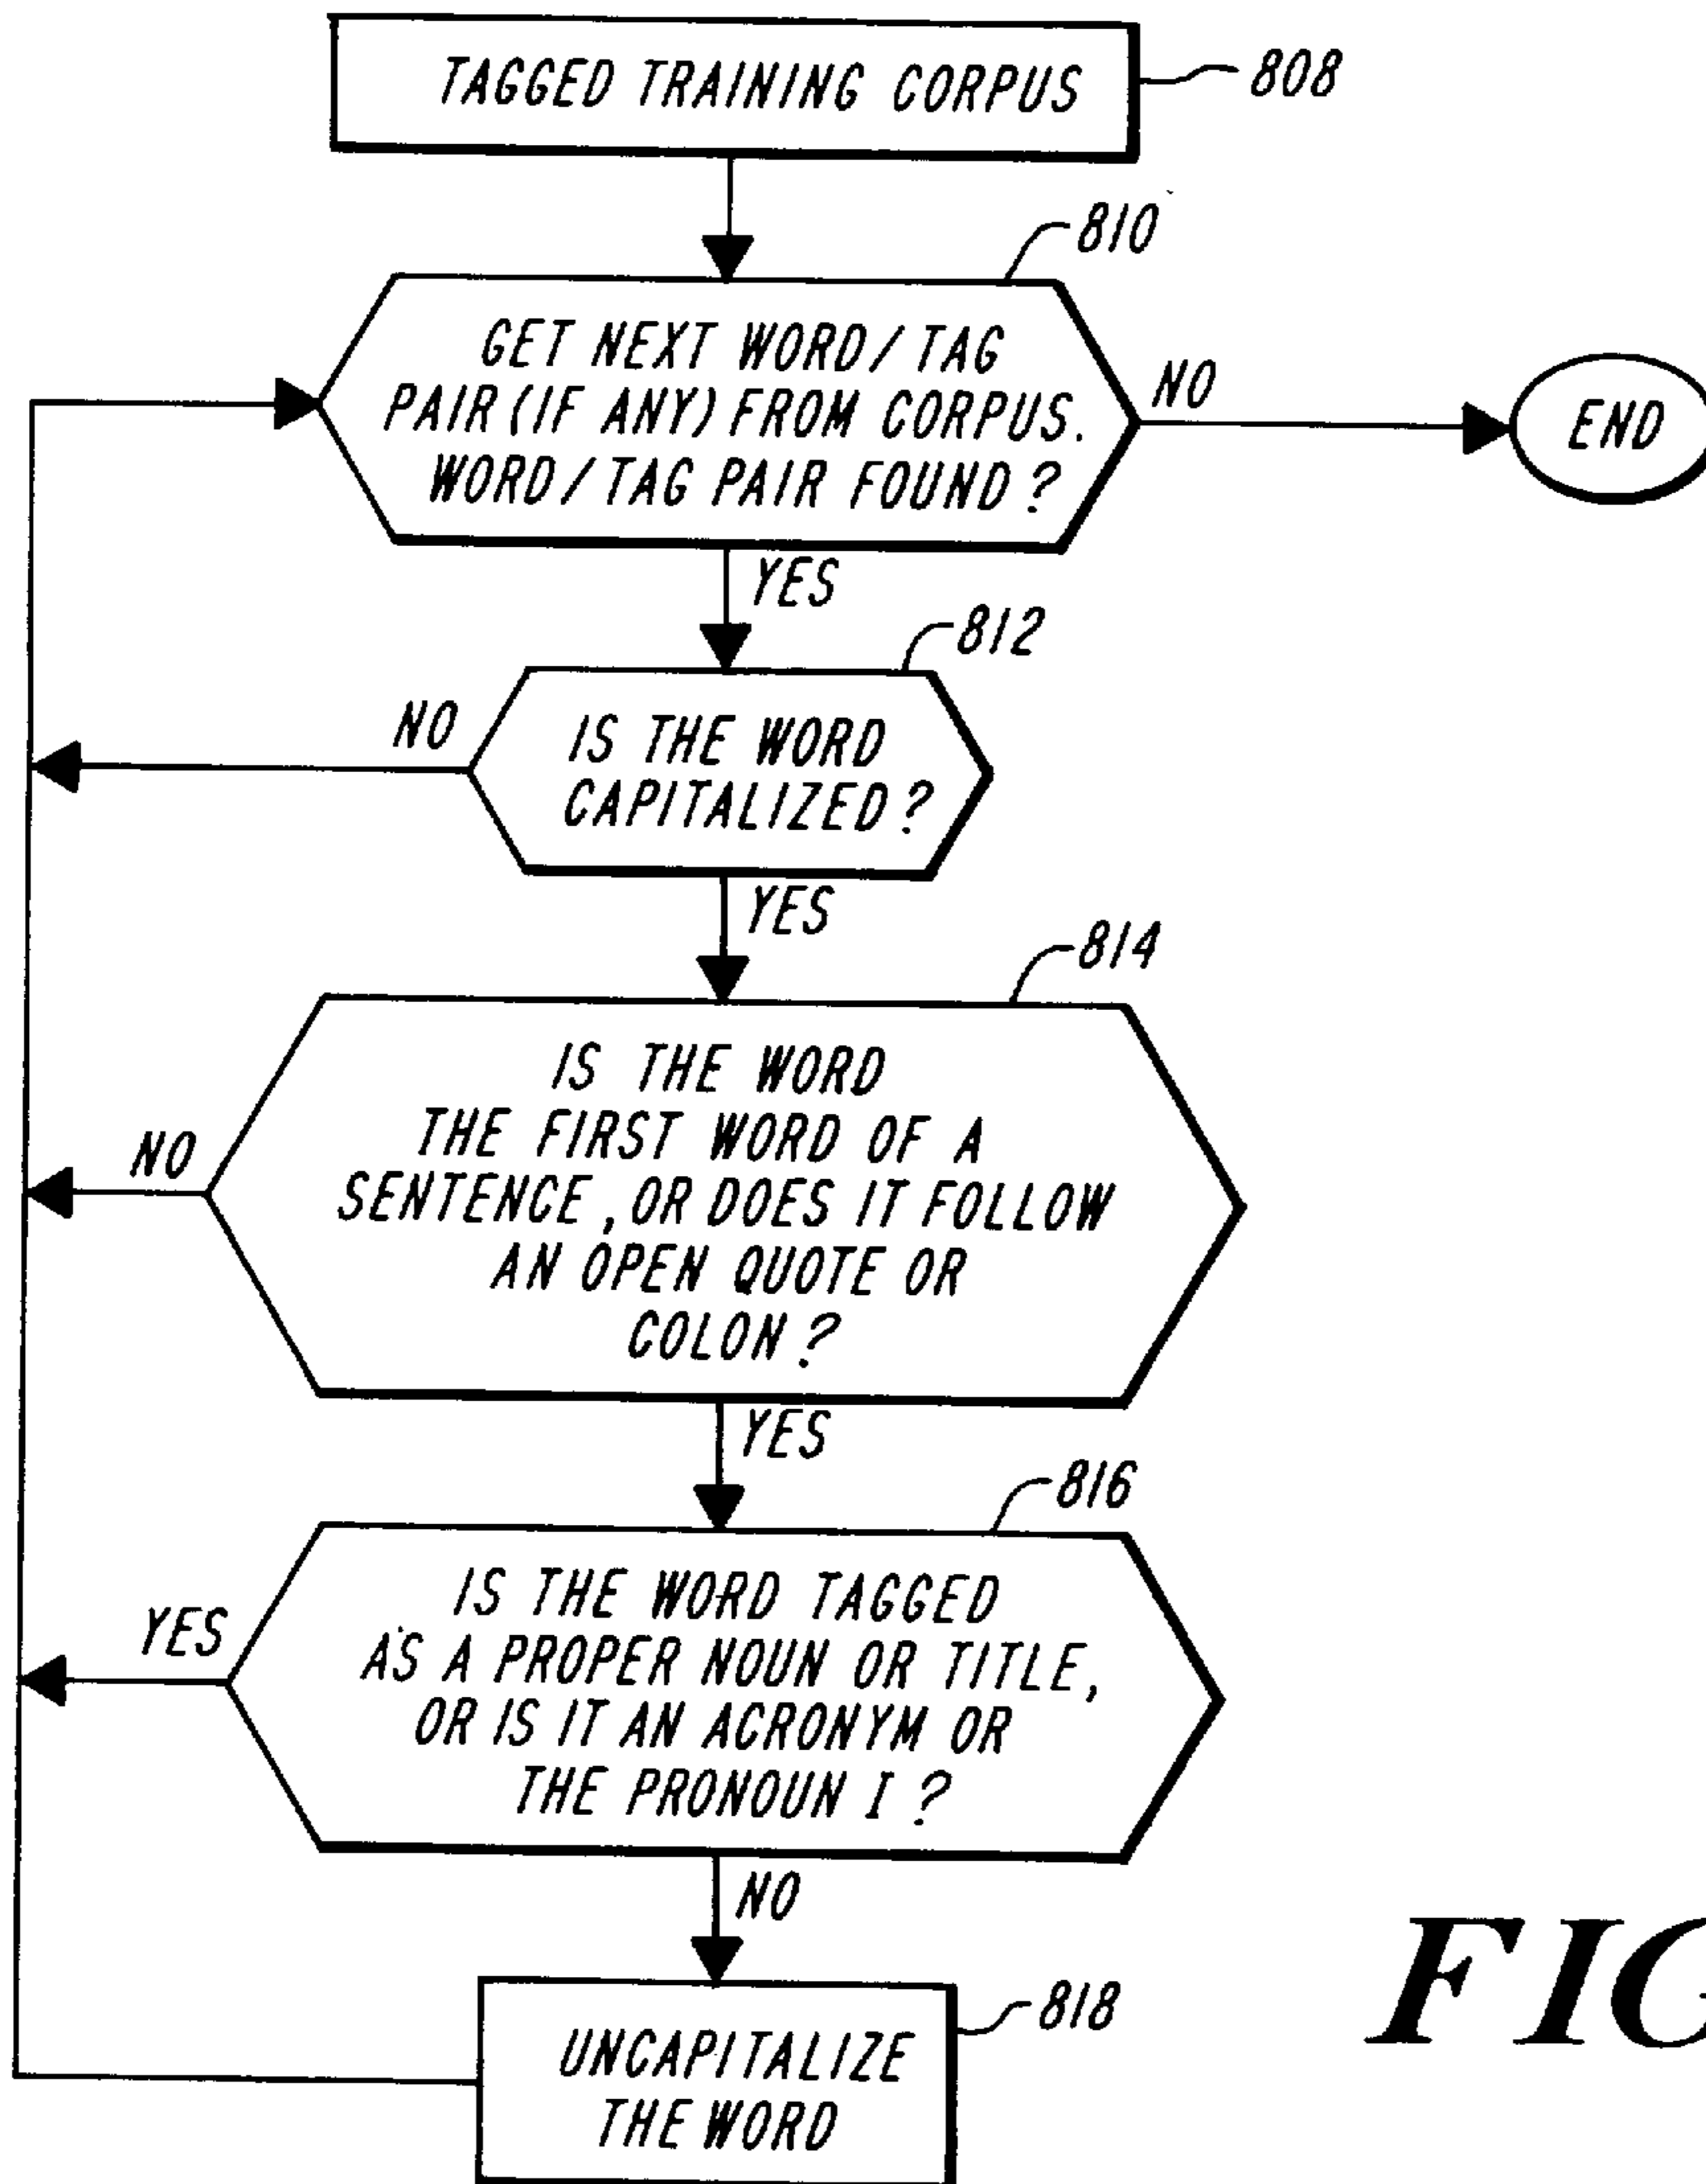 TAGGED TRAINING CORPUS
808
810
GET NEXT WORD/TAG
PAIR (IF ANY) FROM CORPUS.
WORD/TAG PAIR FOUND?
NO
END
YES
812
NO
IS THE WORD
CAPITALIZED?
YES
814
IS THE WORD
THE FIRST WORD OF A
NO
SENTENCE, OR DOES IT FOLLOW
AN OPEN QUOTE OR
COLON?
YES
816
IS THE WORD TAGGED
YES
AS A PROPER NOUN OR TITLE,
OR IS IT AN ACRONYM OR
THE PRONOUN I?
NO
818
UNCAPITALIZE
THE WORD